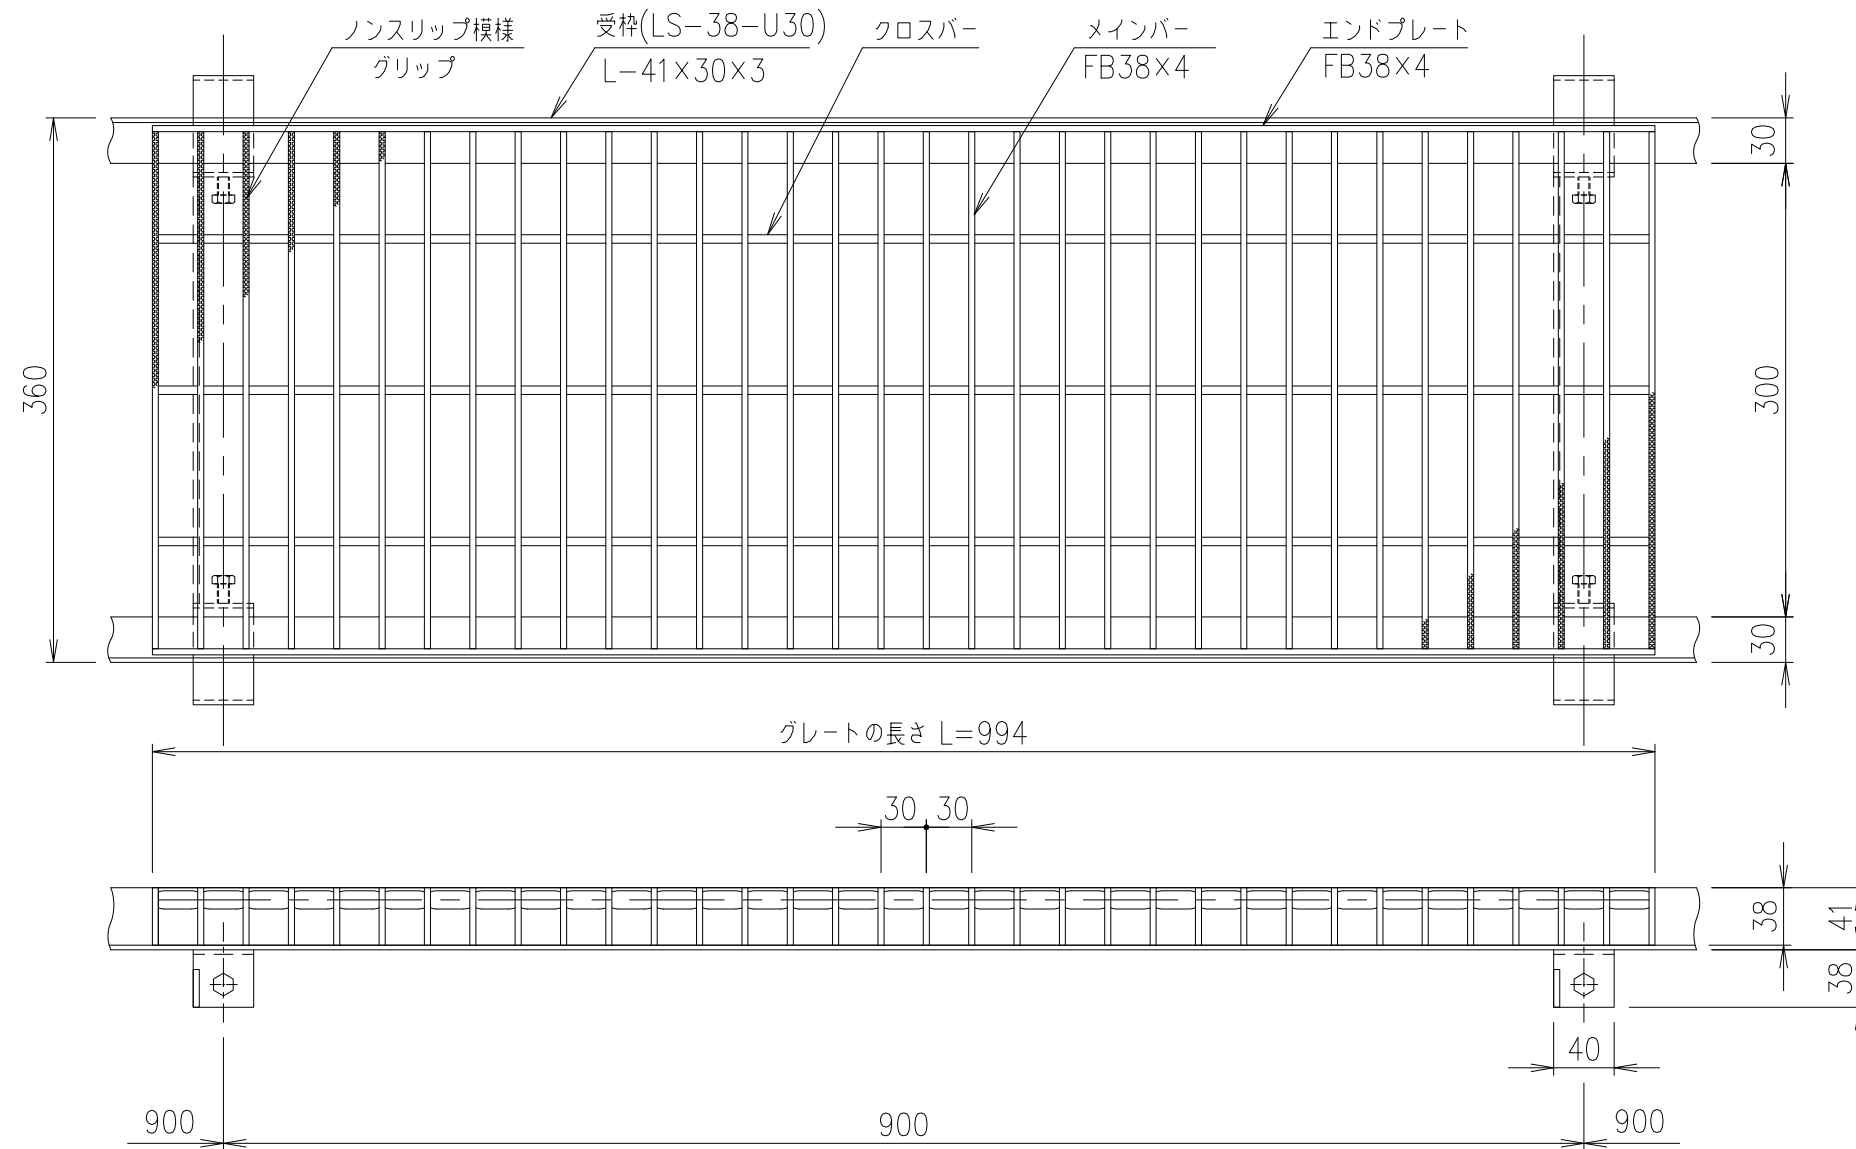 ノンスリップ模様
グリップ
受枠(LS-38-U30)
L-41×30×3
クロスバー
メインバー
FB38×4
エンドプレート
FB38×4
30
360
300
30
グレートの長さ L=994
30 30
38
41
38
40
900
900
900